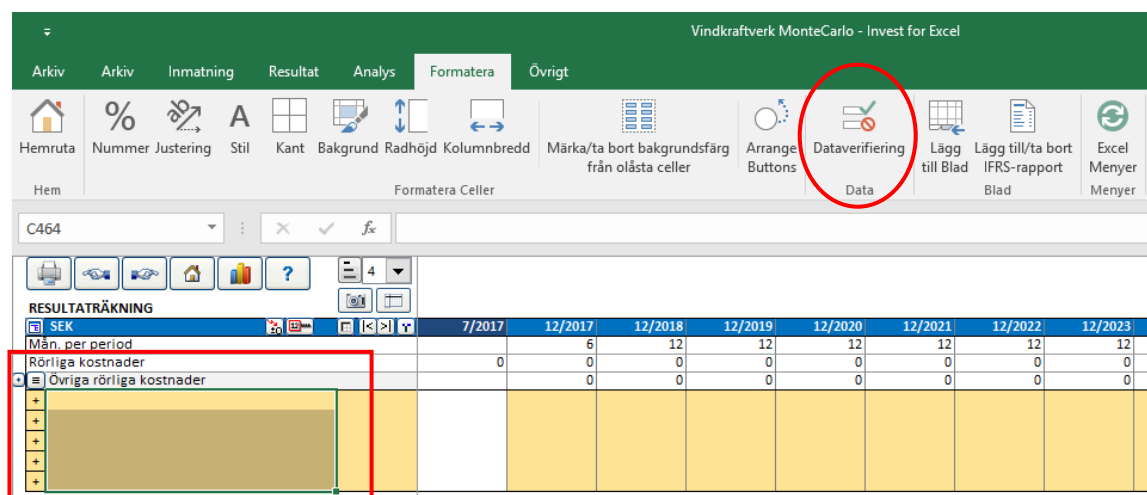 Vindkraftverk MonteCarlo - Invest for Excel
Arkiv Arkiv Inmatning Resultat Analys Formatera Övrigt
Hemruta Nummer Justering Stil Kant Bakgrund Radhöjd Kolumnbredd Märka/ta bort bakgrundsfärg Arrange Dataverifiering Lägg Lägg till/ta bort Excel
från olåsta celler Buttons till Blad IFRS-rapport Menyer
Hem Formatera Celler Data Blad Menyer
C464 fx
? 4
RESULTATRÄKNING
SEK 7/2017 12/2017 12/2018 12/2019 12/2020 12/2021 12/2022 12/2023
Mån. per period 6 12 12 12 12 12 12
Rörliga kostnader 0 0 0 0 0 0 0 0
+ = Övriga rörliga kostnader 0 0 0 0 0 0 0
+
+
+
+
+